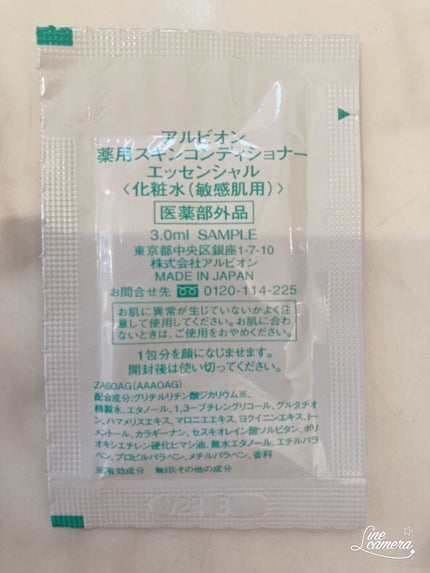 アルビオン
薬用スキンコンディショナー
エッセンシャル
〈化粧水(敏感肌用)〉
医薬部外品
3.0ml SAMPLE
東京都中央区銀座1-7-10
株式会社アルビオン
MADE IN JAPAN
お問合せ先 0120-114-225
お肌に異常が生じていないかよく注
意して使用してください。お肌に合わ
ないときは、ご使用をおやめください。
1包分を顔になじませます。
開封後は使い切ってください。
ZA60AG(AAAOAG)
配合成分:グリチルリチン酸ジカリウム※、
精製水、エタノール、1,3-ブチレングリコール、グルタチオ
ン、ハマメリスエキス、マロニエエキス、ヨクイニンエキス、ℓ-
メントール、カラギーナン、セスキオレイン酸ソルビタン、ポリ
オキシエチレン硬化ヒマシ油、無水エタノール、エチルパラ
ベン、プロピルパラベン、メチルパラベン、香料
※:有効成分 無印:その他の成分
Line
camera